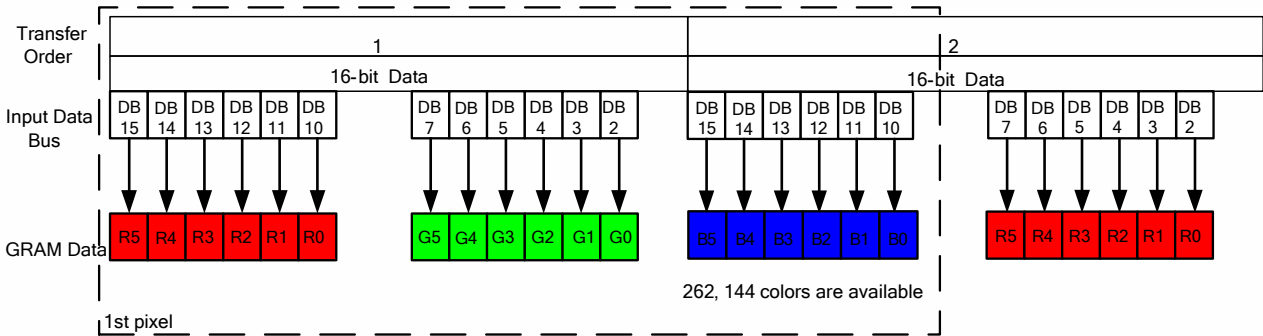 Transfer Order
1
2
16-bit Data
16-bit Data
Input Data Bus
DB 15
DB 14
DB 13
DB 12
DB 11
DB 10
DB 7
DB 6
DB 5
DB 4
DB 3
DB 2
DB 15
DB 14
DB 13
DB 12
DB 11
DB 10
DB 7
DB 6
DB 5
DB 4
DB 3
DB 2
GRAM Data
R5
R4
R3
R2
R1
R0
G5
G4
G3
G2
G1
G0
B5
B4
B3
B2
B1
B0
R5
R4
R3
R2
R1
R0
262, 144 colors are available
1st pixel